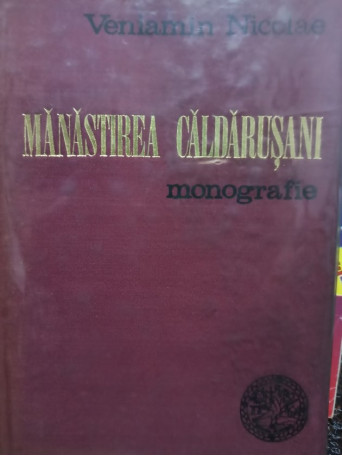 Veniamin Nicolae
MĂNĂSTIREA CĂLDĂRUȘANI
monografie